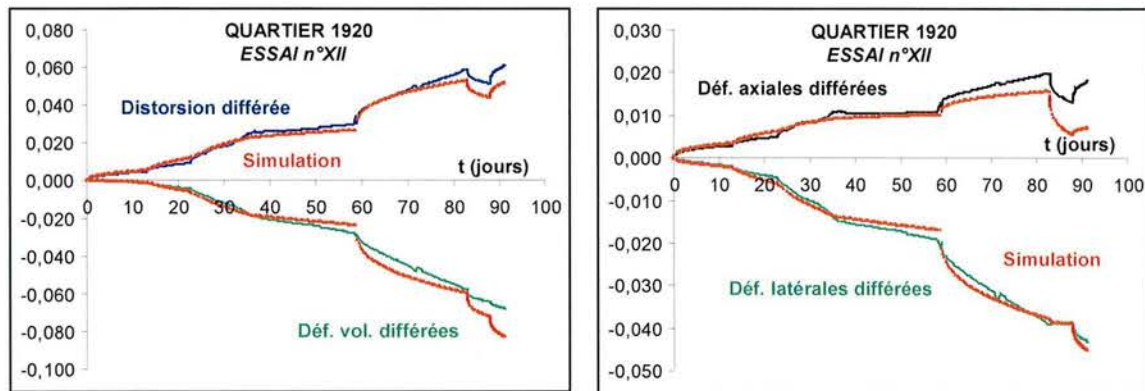 QUARTIER 1920
ESSAI n°XII
0,080
0,060
0,040
0,020
0,000
-0,020
-0,040
-0,060
-0,080
-0,100
Distorsion différée
Simulation
t (jours)
0 10 20 30 40 50 60 70 80 90 100
Déf. vol. différées
QUARTIER 1920
ESSAI n°XII
0,030
0,020
0,010
0,000
-0,010
-0,020
-0,030
-0,040
-0,050
Déf. axiales différées
t (jours)
0 10 20 30 40 50 60 70 80 90 100
Simulation
Déf. latérales différées